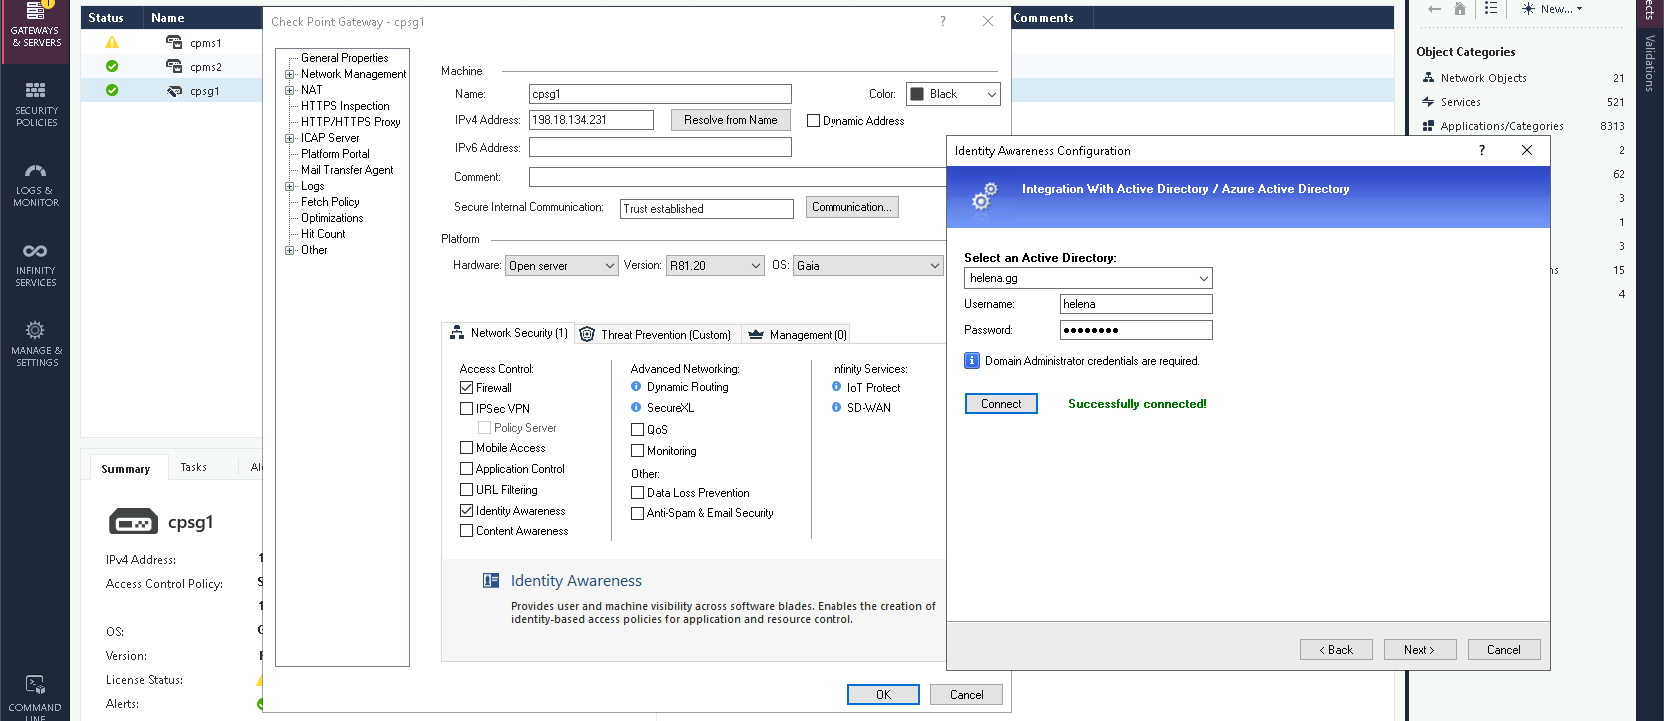 GATEWAYS
& SERVERS
SECURITY
POLICIES
LOGS &
MONITOR
INFINITY
SERVICES
MANAGE &
SETTINGS
COMMAND
LINE
Status Name Comments
cpms1
cpms2
cpsg1
Summary Tasks Al
cpsg1
IPv4 Address: 1
Access Control Policy: S
1
OS: G
Version:
License Status:
Alerts:
Check Point Gateway - cpsg1 ?
General Properties
Network Management
NAT
HTTPS Inspection
HTTP/HTTPS Proxy
ICAP Server
Platform Portal
Mail Transfer Agent
Logs
Fetch Policy
Optimizations
Hit Count
Other
Machine
Name: cpsg1 Color: Black
IPv4 Address: 198.18.134.231 Resolve from Name Dynamic Address
IPv6 Address:
Comment:
Secure Internal Communication: Trust established Communication...
Platform
Hardware: Open server Version: R81.20 OS: Gaia
Network Security (1) Threat Prevention (Custom) Management (0)
Access Control:
Firewall
IPSec VPN
Policy Server
Mobile Access
Application Control
URL Filtering
Identity Awareness
Content Awareness
Advanced Networking:
Dynamic Routing
SecureXL
QoS
Monitoring
Other:
Data Loss Prevention
Anti-Spam & Email Security
nfinity Services:
IoT Protect
SD-WAN
Identity Awareness
Provides user and machine visibility across software blades. Enables the creation of
identity-based access policies for application and resource control.
OK Cancel
Identity Awareness Configuration ?
Integration With Active Directory / Azure Active Directory
Select an Active Directory:
helena.gg
Username: helena
Password: ●●●●●●●●
Domain Administrator credentials are required.
Connect Successfully connected!
< Back Next > Cancel
New...
Object Categories
Network Objects 21
Services 521
Applications/Categories 8313
2
62
3
1
3
ns 15
4
cts
Validations